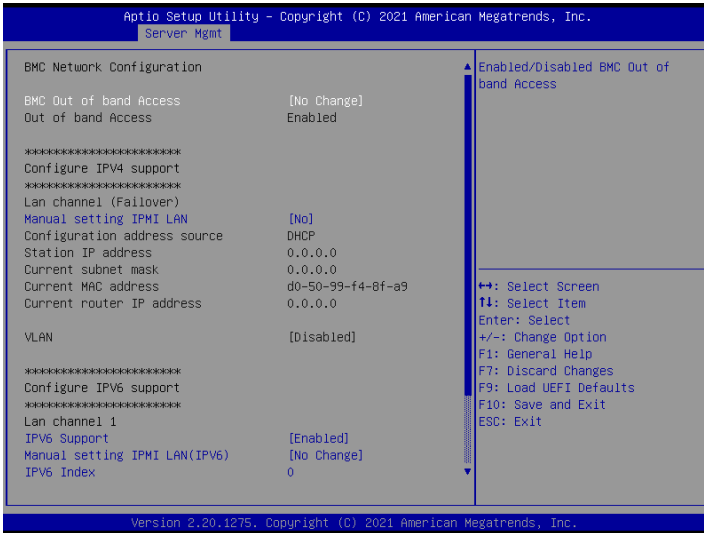 Aptio Setup Utility – Copyright (C) 2021 American Megatrends, Inc.
Server Mgmt
BMC Network Configuration
BMC Out of band Access [No Change]
Out of band Access Enabled
***********************
Configure IPV4 support
***********************
Lan channel (Failover)
Manual setting IPMI LAN [No]
Configuration address source DHCP
Station IP address 0.0.0.0
Current subnet mask 0.0.0.0
Current MAC address d0-50-99-f4-8f-a9
Current router IP address 0.0.0.0
VLAN [Disabled]
***********************
Configure IPV6 support
***********************
Lan channel 1
IPV6 Support [Enabled]
Manual setting IPMI LAN(IPV6) [No Change]
IPV6 Index 0
Enabled/Disabled BMC Out of
band Access
↔: Select Screen
↑↓: Select Item
Enter: Select
+/-: Change Option
F1: General Help
F7: Discard Changes
F9: Load UEFI Defaults
F10: Save and Exit
ESC: Exit
Version 2.20.1275. Copyright (C) 2021 American Megatrends, Inc.